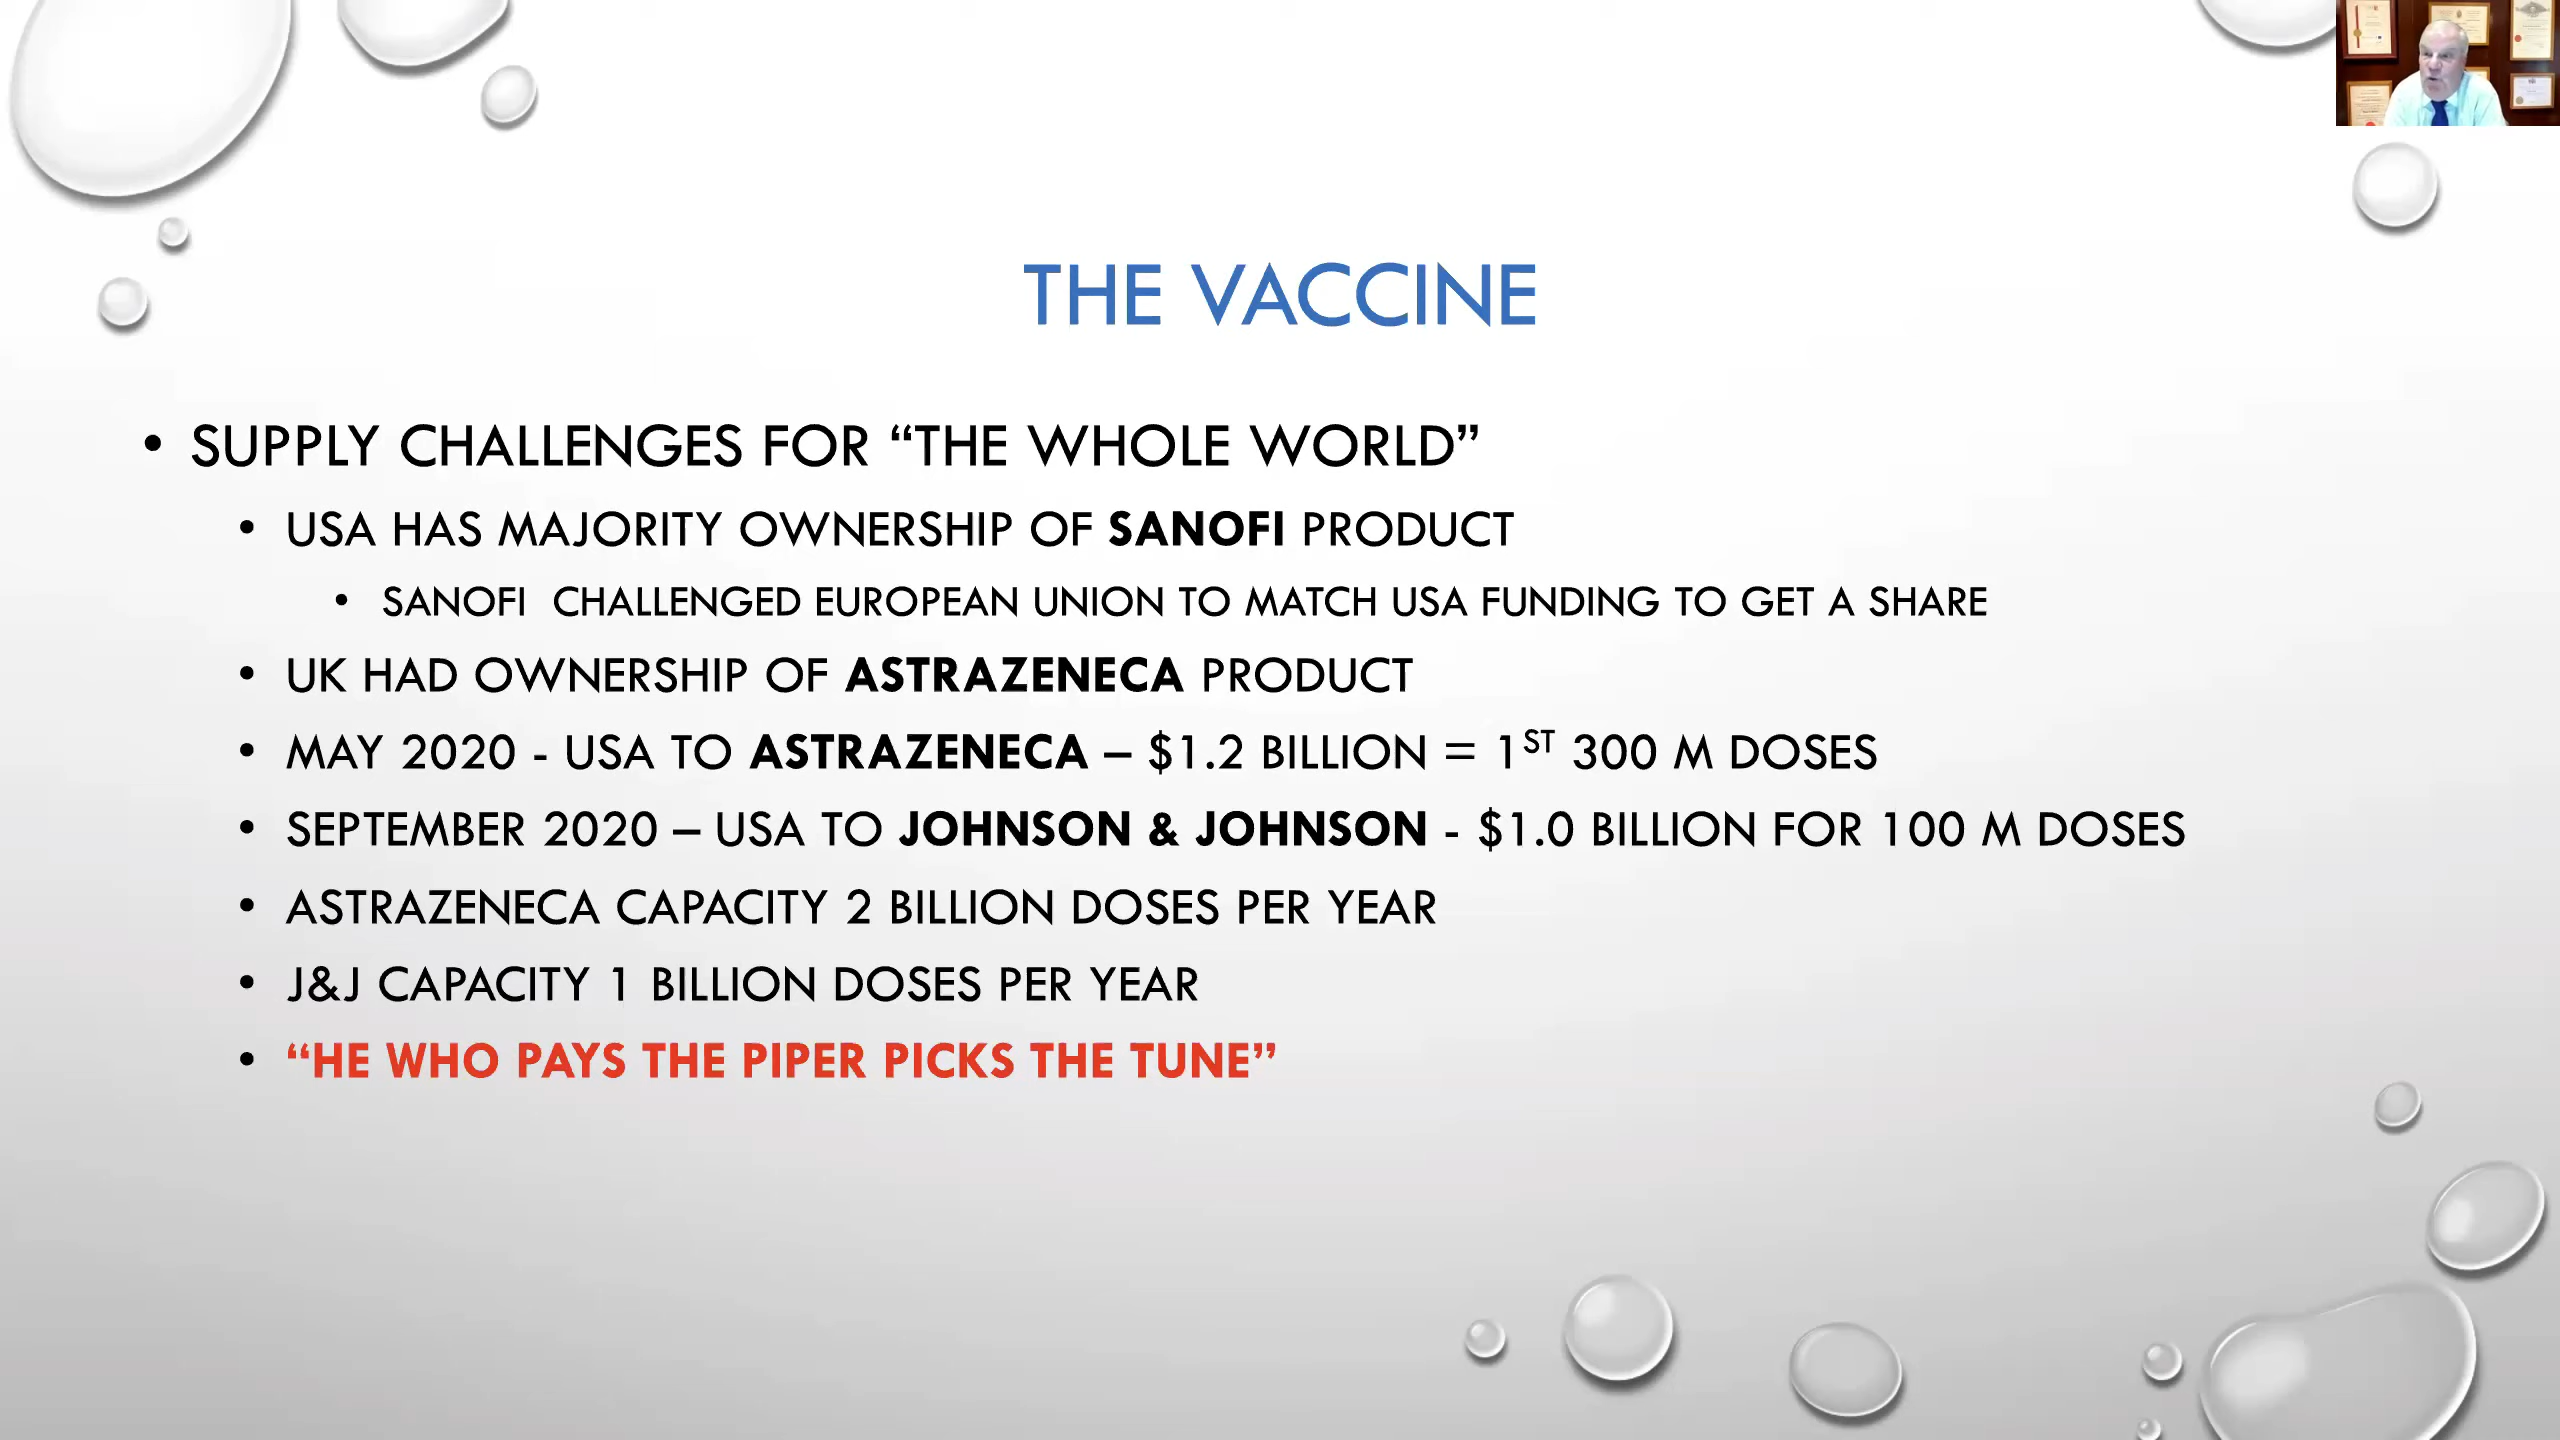 THE VACCINE
• SUPPLY CHALLENGES FOR “THE WHOLE WORLD”
• USA HAS MAJORITY OWNERSHIP OF SANOFI PRODUCT
• SANOFI  CHALLENGED EUROPEAN UNION TO MATCH USA FUNDING TO GET A SHARE
• UK HAD OWNERSHIP OF ASTRAZENECA PRODUCT
• MAY 2020 - USA TO ASTRAZENECA – $1.2 BILLION = 1ST 300 M DOSES
• SEPTEMBER 2020 – USA TO JOHNSON & JOHNSON - $1.0 BILLION FOR 100 M DOSES
• ASTRAZENECA CAPACITY 2 BILLION DOSES PER YEAR
• J&J CAPACITY 1 BILLION DOSES PER YEAR
• “HE WHO PAYS THE PIPER PICKS THE TUNE”